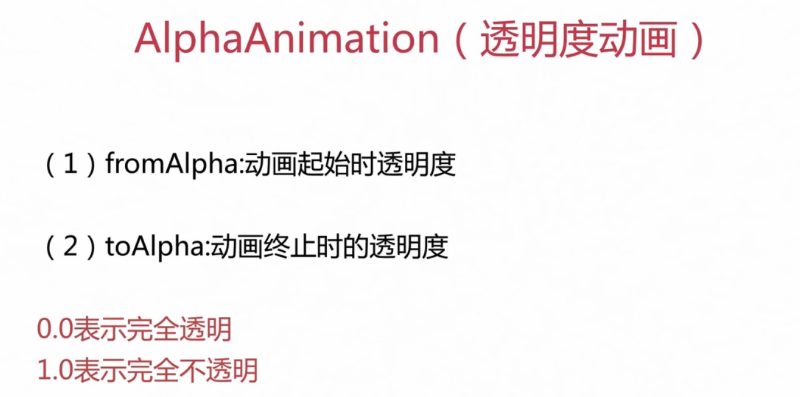 AlphaAnimation（透明度动画）
（1）fromAlpha:动画起始时透明度
（2）toAlpha:动画终止时的透明度
0.0表示完全透明
1.0表示完全不透明